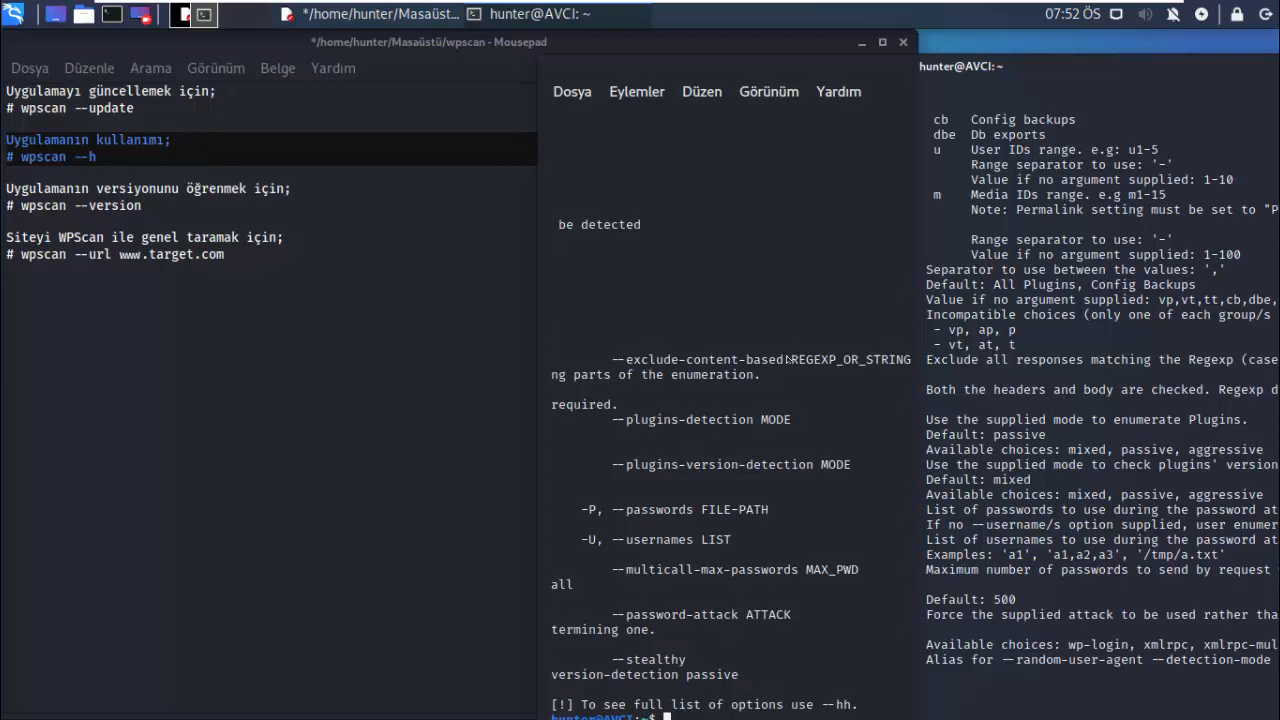 */home/hunter/Masaüst...
hunter@AVCI: ~
07:52 ÖS
*/home/hunter/Masaüstü/wpscan - Mousepad
Dosya Düzenle Arama Görünüm Belge Yardım
Uygulamayı güncellemek için;
# wpscan --update
Uygulamanın kullanımı;
# wpscan --h
Uygulamanın versiyonunu öğrenmek için;
# wpscan --version
Siteyi WPScan ile genel taramak için;
# wpscan --url www.target.com
hunter@AVCI: ~
Dosya Eylemler Düzen Görünüm Yardım
cb Config backups
dbe Db exports
u User IDs range. e.g: u1-5
Range separator to use: '-'
Value if no argument supplied: 1-10
m Media IDs range. e.g m1-15
Note: Permalink setting must be set to "P
be detected
Range separator to use: '-'
Value if no argument supplied: 1-100
Separator to use between the values: ','
Default: All Plugins, Config Backups
Value if no argument supplied: vp,vt,tt,cb,dbe,
Incompatible choices (only one of each group/s
- vp, ap, p
- vt, at, t
--exclude-content-based REGEXP_OR_STRING Exclude all responses matching the Regexp (case
ng parts of the enumeration.
Both the headers and body are checked. Regexp
required.
--plugins-detection MODE Use the supplied mode to enumerate Plugins.
Default: passive
Available choices: mixed, passive, aggressive
--plugins-version-detection MODE Use the supplied mode to check plugins' version
Default: mixed
Available choices: mixed, passive, aggressive
-P, --passwords FILE-PATH List of passwords to use during the password at
If no --username/s option supplied, user enumer
-U, --usernames LIST List of usernames to use during the password at
Examples: 'a1', 'a1,a2,a3', '/tmp/a.txt'
--multicall-max-passwords MAX_PWD Maximum number of passwords to send by request
all
Default: 500
--password-attack ATTACK Force the supplied attack to be used rather tha
termining one.
Available choices: wp-login, xmlrpc, xmlrpc-mul
--stealthy Alias for --random-user-agent --detection-mode
version-detection passive
[!] To see full list of options use --hh.
hunter@AVCI:~$